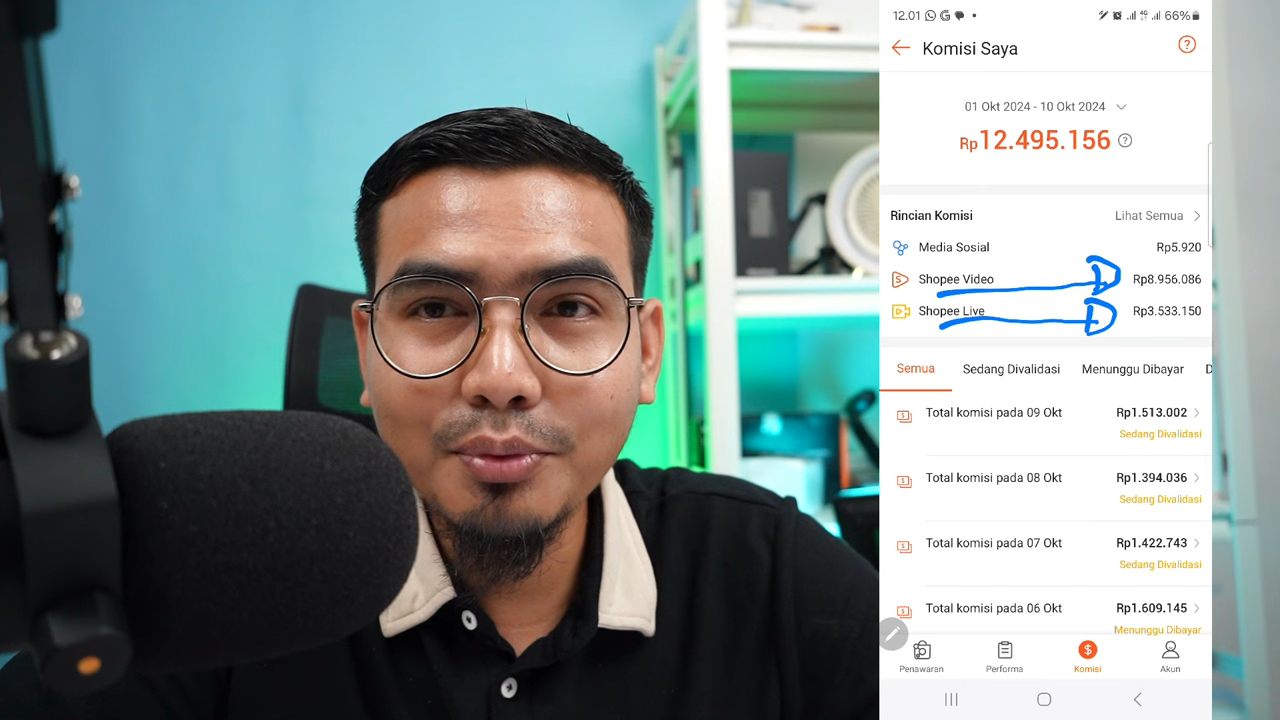 12.01 66%
Komisi Saya
01 Okt 2024 - 10 Okt 2024
Rp12.495.156
Rincian Komisi Lihat Semua
Media Sosial Rp5.920
Shopee Video Rp8.956.086
Shopee Live Rp3.533.150
Semua Sedang Divalidasi Menunggu Dibayar D
Total komisi pada 09 Okt Rp1.513.002
Sedang Divalidasi
Total komisi pada 08 Okt Rp1.394.036
Sedang Divalidasi
Total komisi pada 07 Okt Rp1.422.743
Sedang Divalidasi
Total komisi pada 06 Okt Rp1.609.145
Menunggu Dibayar
Penawaran Performa Komisi Akun